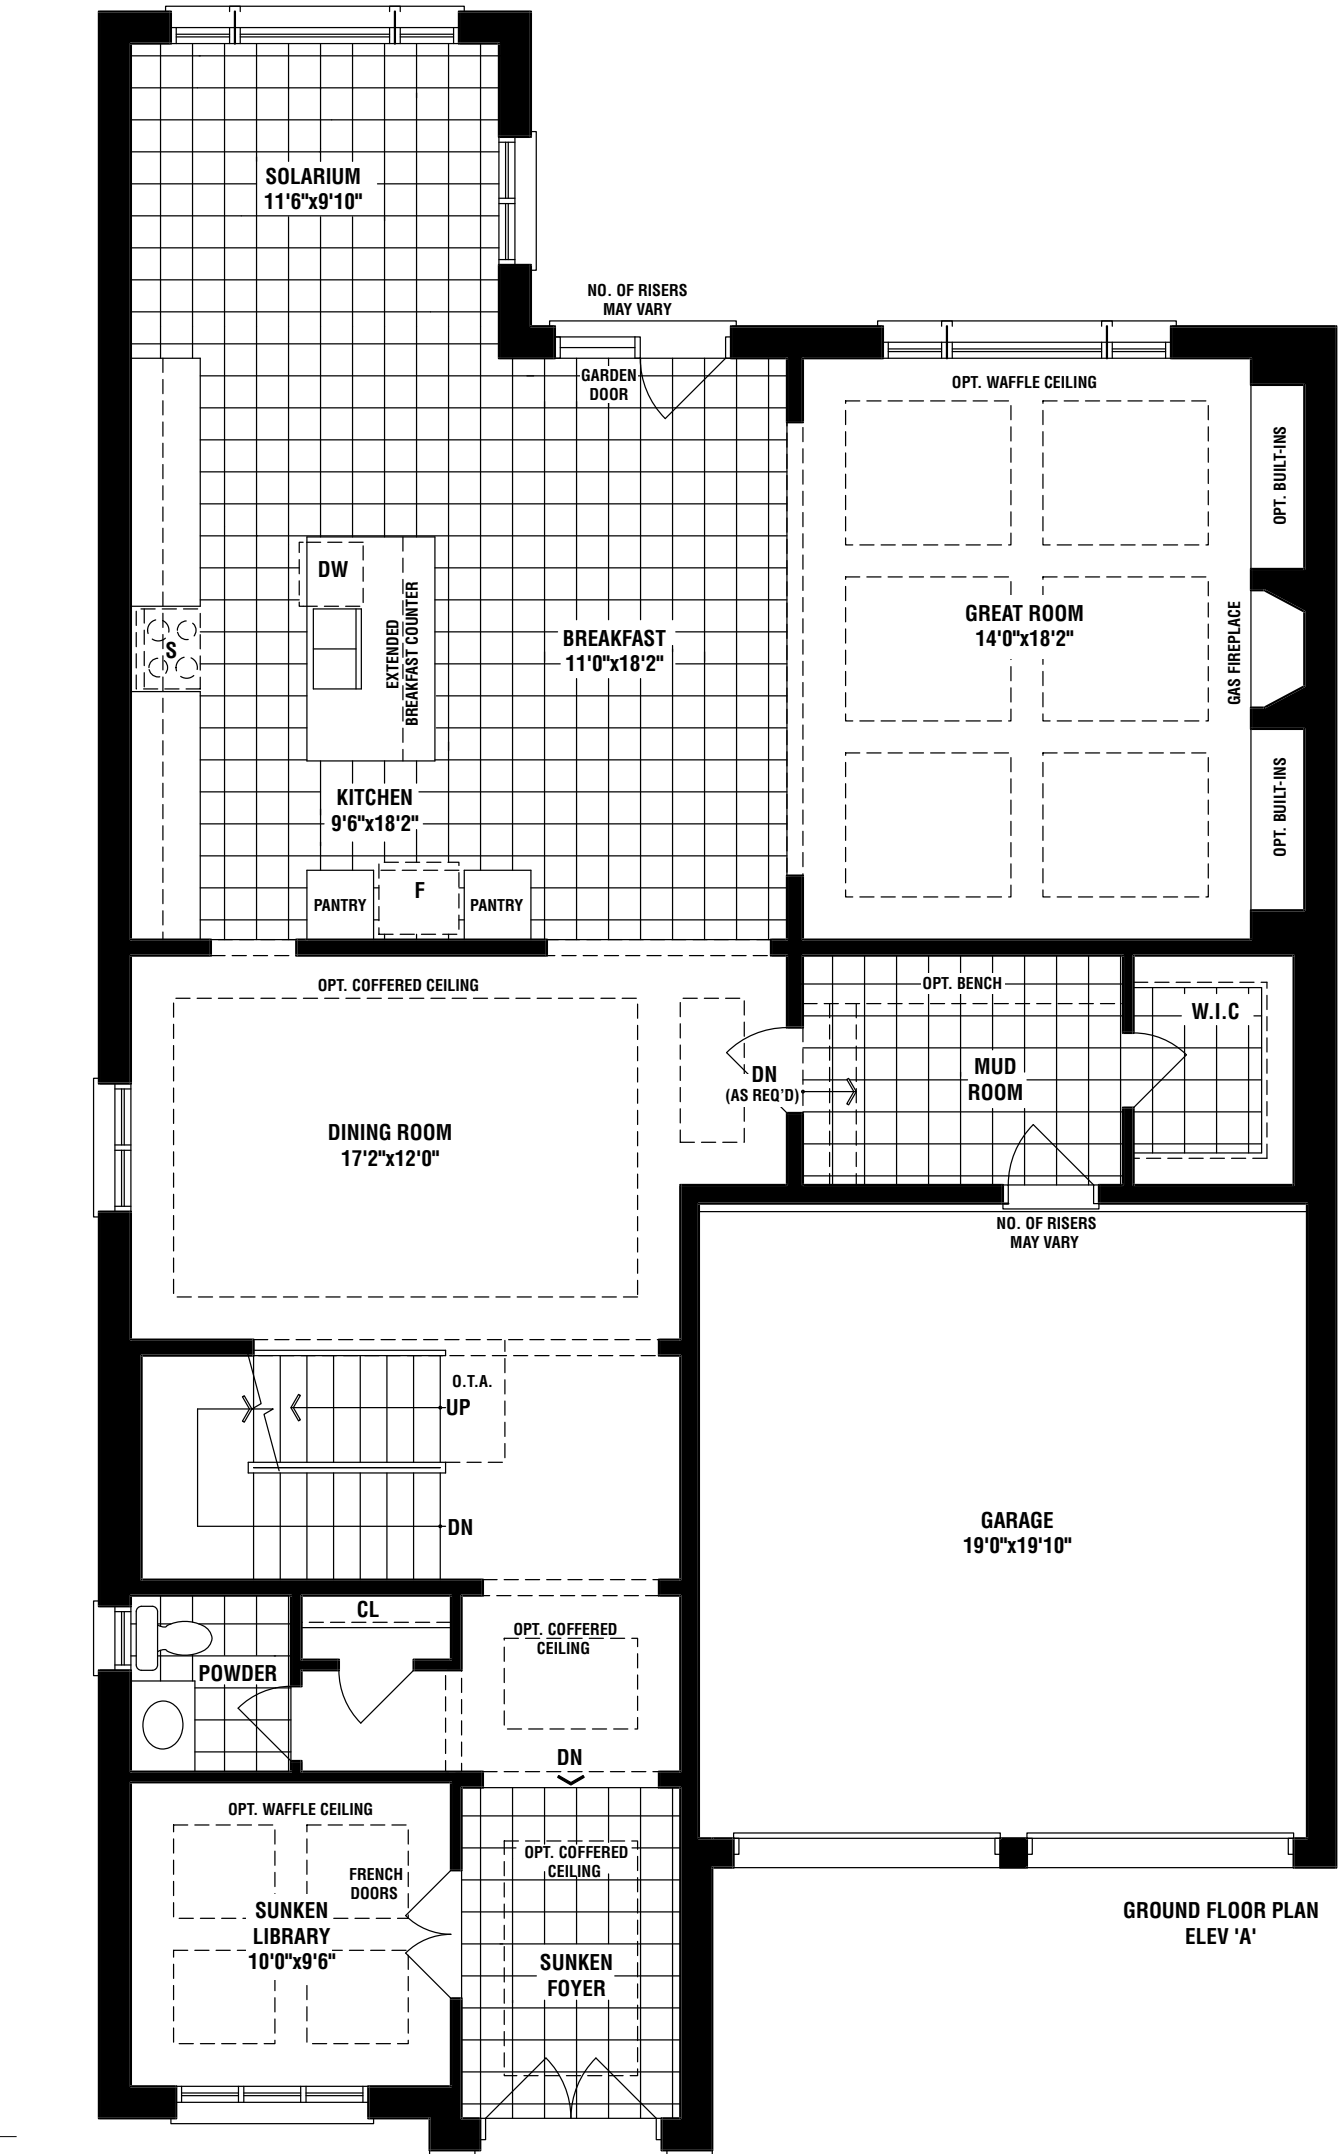 SOLARIUM
11'6"x9'10"
NO. OF RISERS
MAY VARY
GARDEN
DOOR
OPT. WAFFLE CEILING
OPT. BUILT-INS
DW
EXTENDED
BREAKFAST COUNTER
S
BREAKFAST
11'0"x18'2"
GREAT ROOM
14'0"x18'2"
GAS FIREPLACE
OPT. BUILT-INS
KITCHEN
9'6"x18'2"
PANTRY
F
PANTRY
OPT. COFFERED CEILING
OPT. BENCH
W.I.C
DN
(AS REQ'D)
MUD
ROOM
DINING ROOM
17'2"x12'0"
NO. OF RISERS
MAY VARY
O.T.A.
UP
DN
GARAGE
19'0"x19'10"
CL
OPT. COFFERED
CEILING
POWDER
DN
OPT. WAFFLE CEILING
FRENCH
DOORS
OPT. COFFERED
CEILING
SUNKEN
LIBRARY
10'0"x9'6"
SUNKEN
FOYER
GROUND FLOOR PLAN
ELEV 'A'